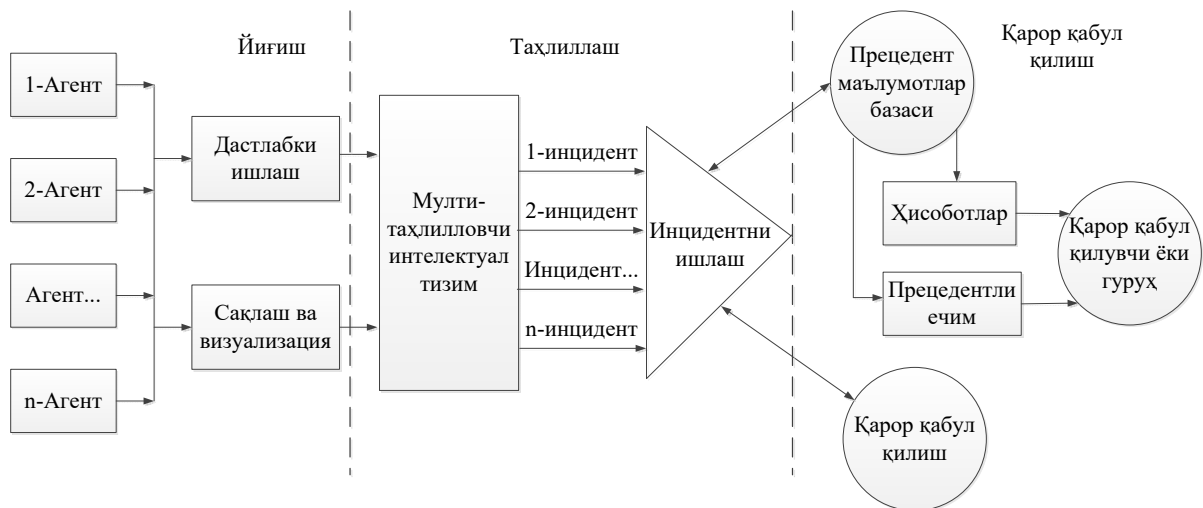 Йиғиш
Таҳлиллаш
Қарор қабул
қилиш
1-Агент
2-Агент
Агент...
n-Агент
Дастлабки
ишлаш
Сақлаш ва
визуализация
Мулти-
таҳлилловчи
интелектуал
тизим
1-инцидент
2-инцидент
Инцидент...
n-инцидент
Инцидентни
ишлаш
Прецедент
маълумотлар
базаси
Ҳисоботлар
Прецедентли
ечим
Қарор қабул
қилувчи ёки
гуруҳ
Қарор қабул
қилиш